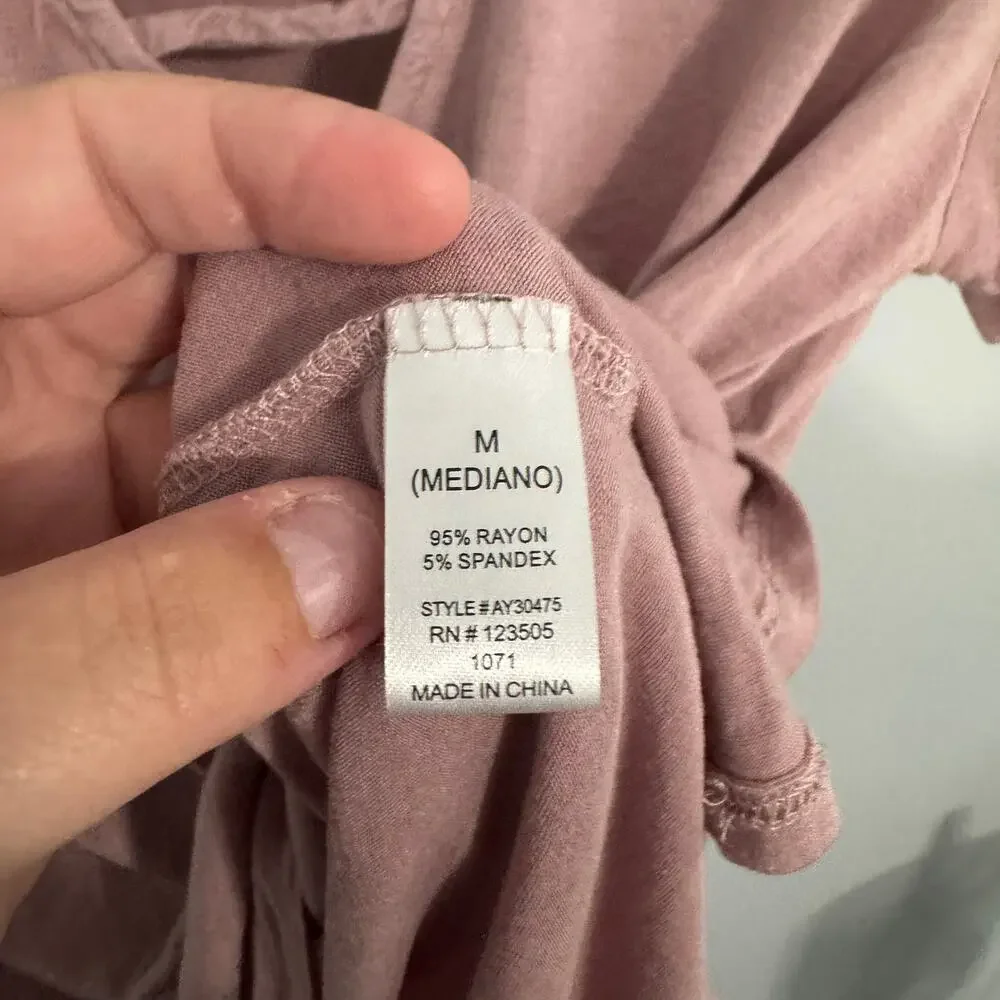 M
(MEDIANO)
95% RAYON
5% SPANDEX
STYLE#AY30475
RN# 123505
1071
MADE IN CHINA